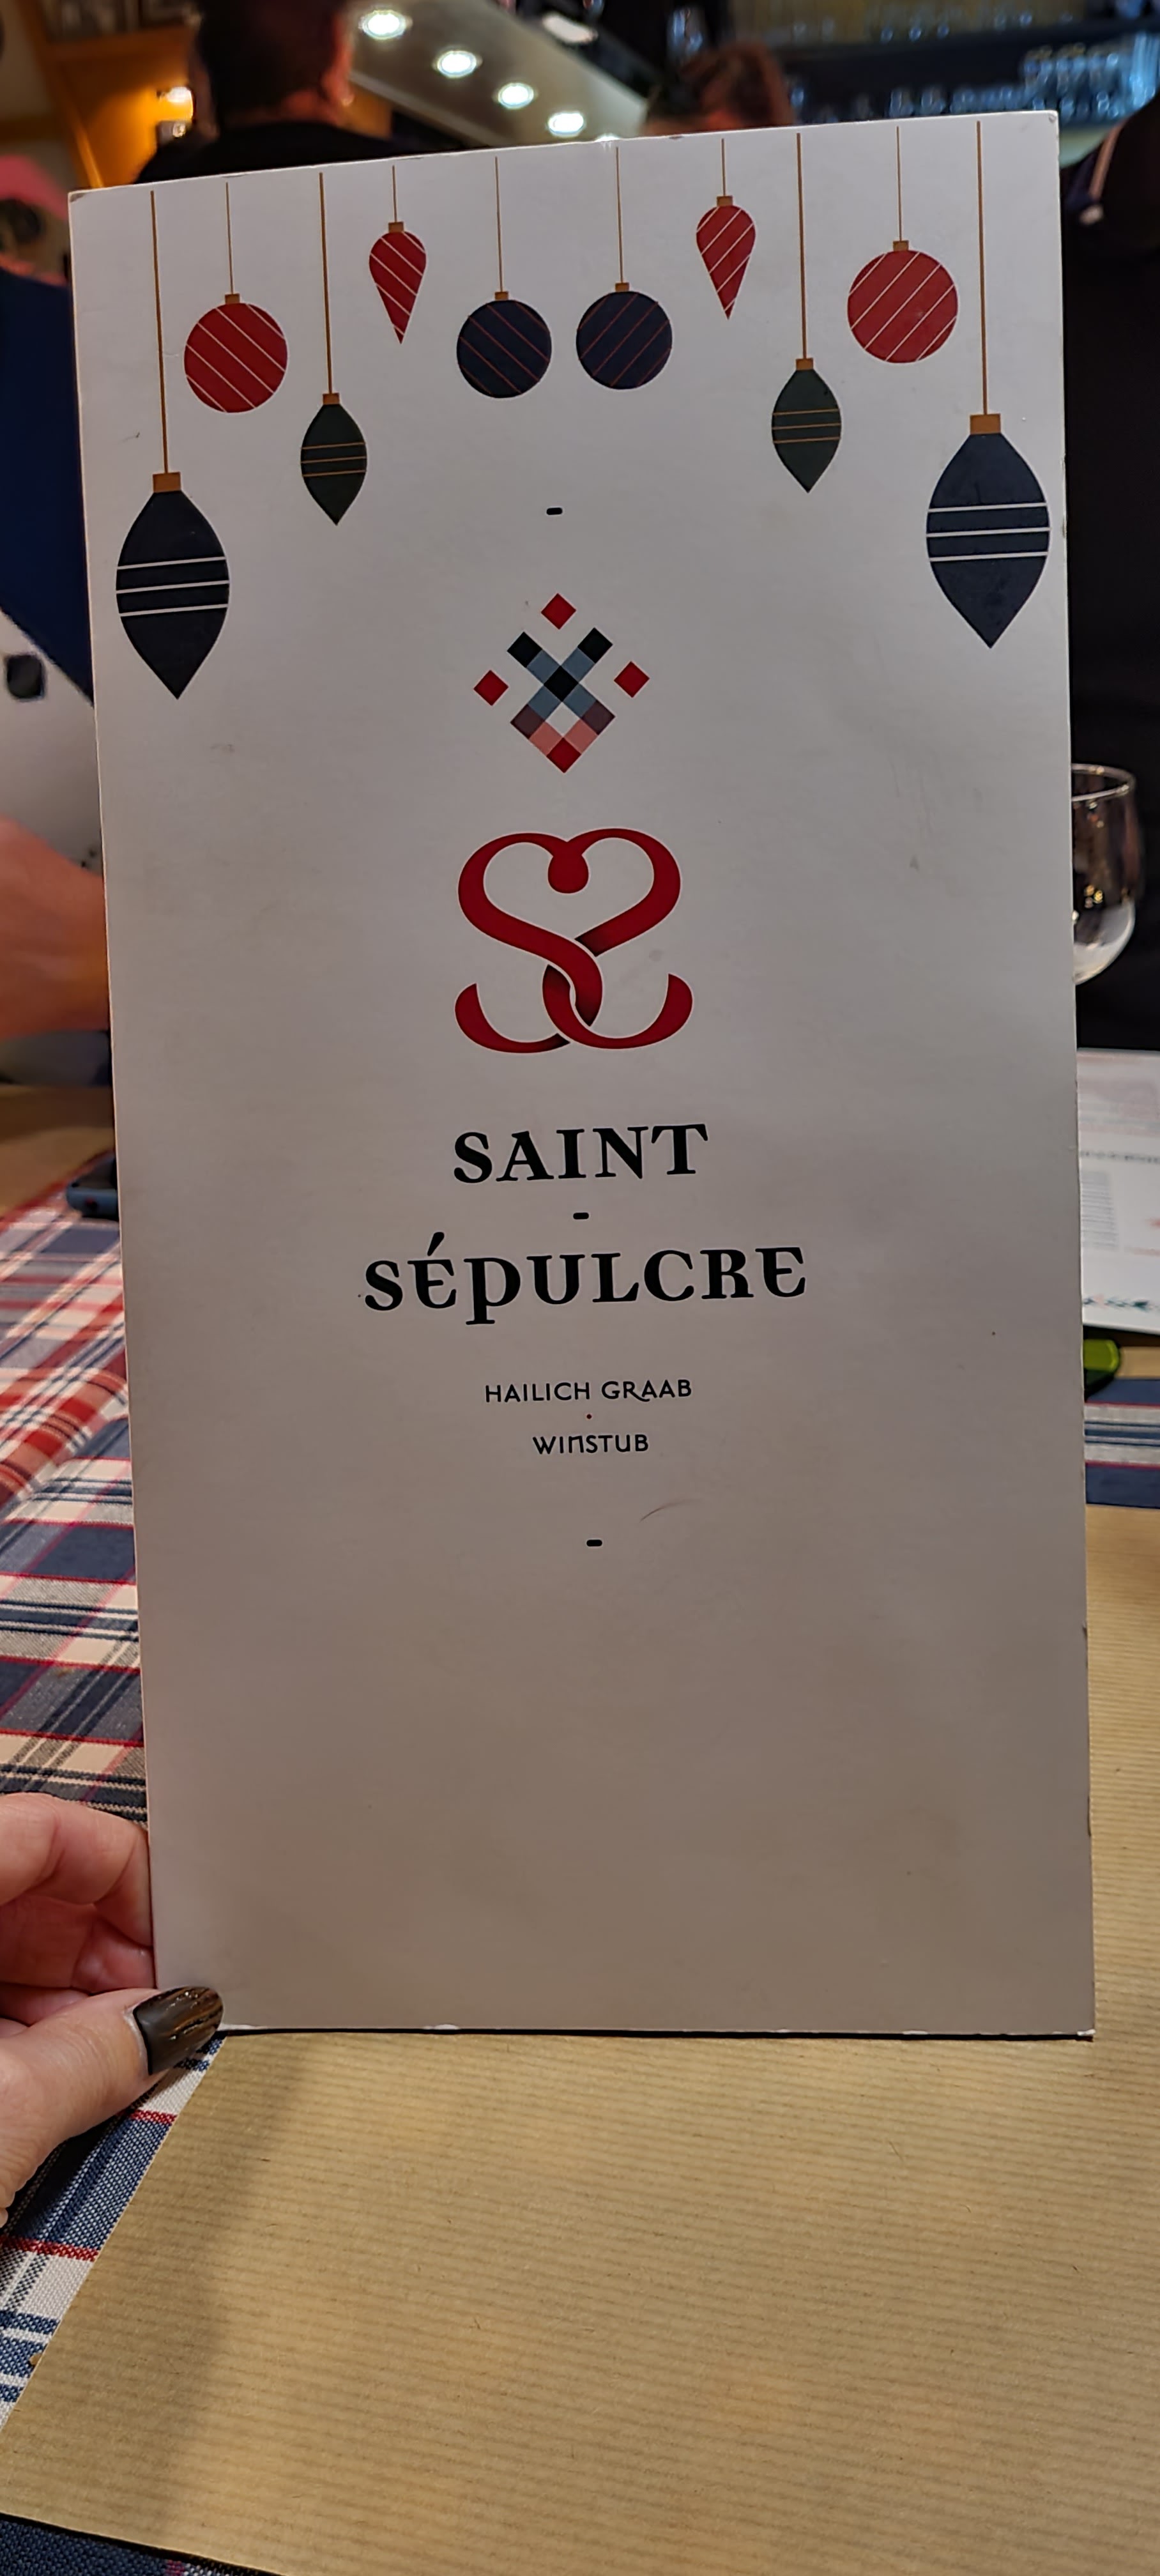 SAINT
-
SÉPULCRE
HAILICH GRAAB
·
WINSTUB